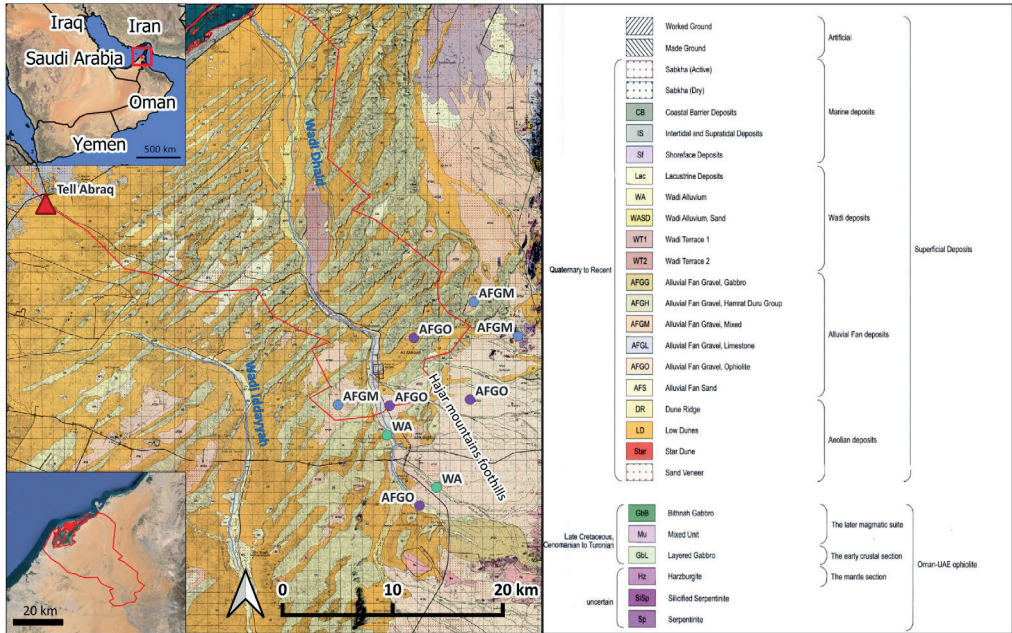 Iraq
Iran
Saudi Arabia
Oman
Yemen
500 km
Tell Abraq
Wadi Dhaid
Wadi Iddayyah
AFGM
AFGO
AFGM
Hajar mountains foothills
AFGM
AFGO
AFGO
WA
WA
AFGO
20 km
0 10 20 km
Worked Ground
Made Ground
Artificial
Sabkha (Active)
Sabkha (Dry)
CB Coastal Barrier Deposits
IS Intertidal and Supratidal Deposits
Sf Shoreface Deposits
Marine deposits
Lac Lacustrine Deposits
WA Wadi Alluvium
WASD Wadi Alluvium, Sand
WT1 Wadi Terrace 1
WT2 Wadi Terrace 2
Wadi deposits
AFGG Alluvial Fan Gravel, Gabbro
AFGH Alluvial Fan Gravel, Hamrat Duru Group
AFGM Alluvial Fan Gravel, Mixed
AFGL Alluvial Fan Gravel, Limestone
AFGO Alluvial Fan Gravel, Ophiolite
AFS Alluvial Fan Sand
Alluvial Fan deposits
DR Dune Ridge
LD Low Dunes
Star Star Dune
Sand Veneer
Aeolian deposits
Quaternary to Recent
Superficial Deposits
GbB Bithnah Gabbro
Mu Mixed Unit
The later magmatic suite
Late Cretaceous,
Cenomanian to Turonian
GbL Layered Gabbro
The early crustal section
Hz Harzburgite
The mantle section
SiSp Silicified Serpentinite
Sp Serpentinite
uncertain
Oman-UAE ophiolite